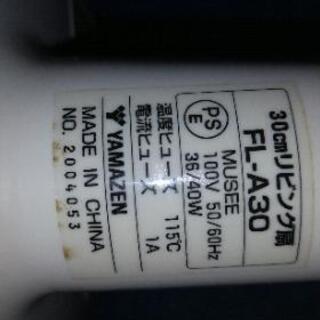 30cmリビング扇
FL-A30
MUSEE
PS
E
100V 50/60Hz
36/40W
温度ヒューズ 115℃
電流ヒューズ 1A
YAMAZEN
MADE IN CHINA
NO. 2004053